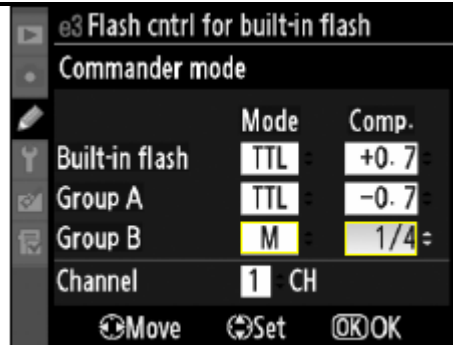 e3 Flash cntrl for built-in flash
Commander mode
Mode Comp.
Built-in flash TTL +0.7
Group A TTL -0.7
Group B M 1/4
Channel 1 CH
Move Set OK OK